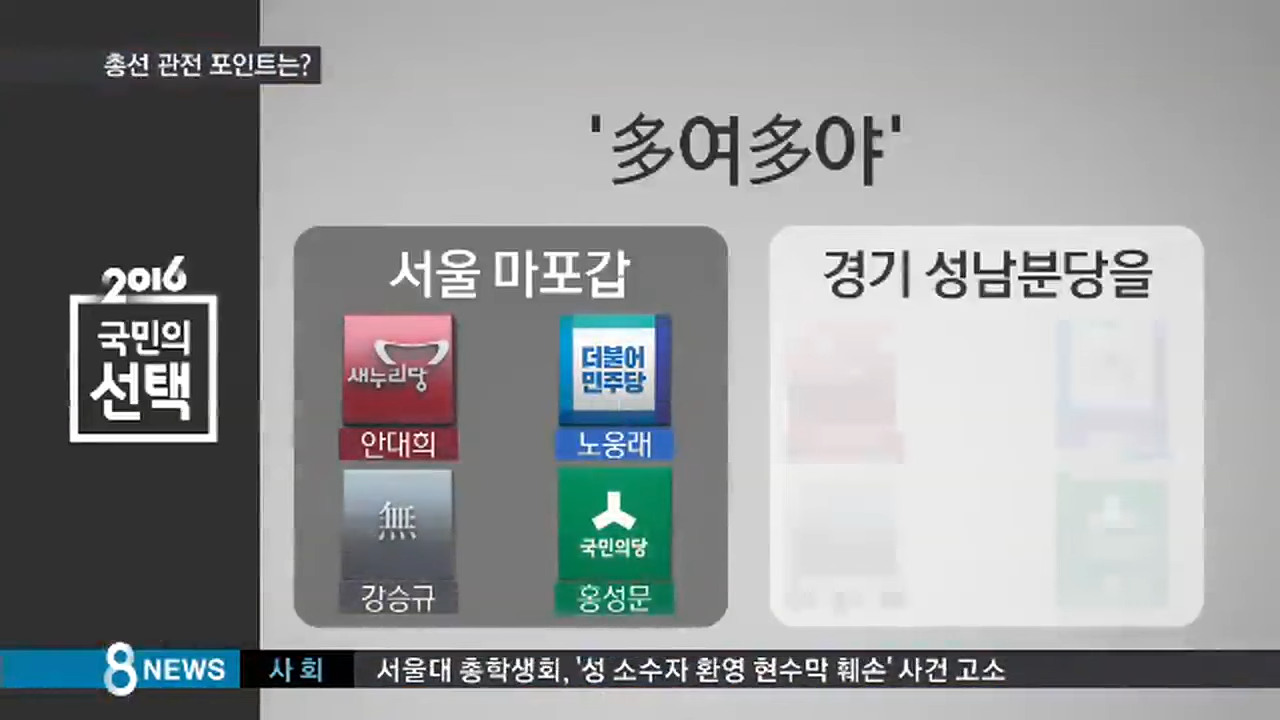 총선 관전 포인트는?
'多여多야'
2016
국민의
선택
서울 마포갑
새누리당
안대희
더불어
민주당
노웅래
無
강승규
국민의당
홍성문
경기 성남분당을
8 NEWS
사회
서울대 총학생회, '성 소수자 환영 현수막 훼손' 사건 고소